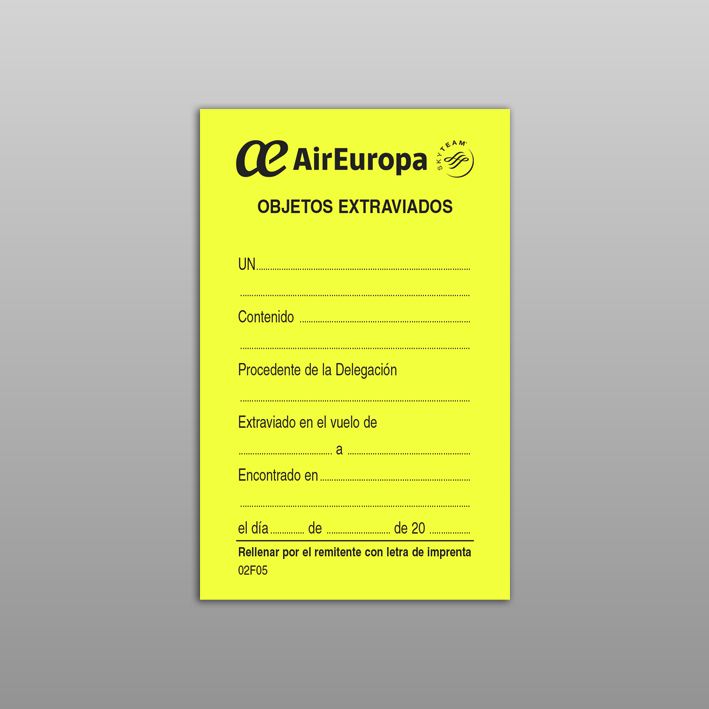 æ AirEuropa SKYTEAM
OBJETOS EXTRAVIADOS
UN
Contenido
Procedente de la Delegación
Extraviado en el vuelo de
a
Encontrado en
el día de de 20
Rellenar por el remitente con letra de imprenta
02F05